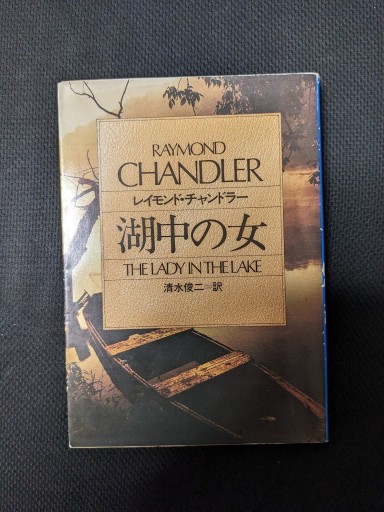 RAYMOND
CHANDLER
レイモンド・チャンドラー
湖中の女
THE LADY IN THE LAKE
清水俊二=訳